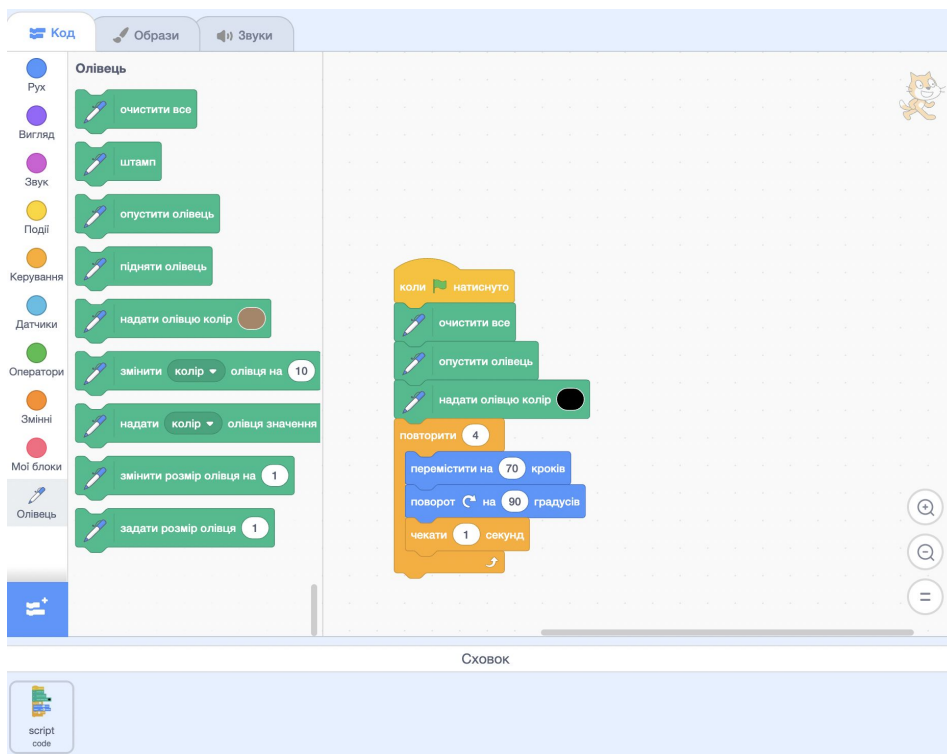 Код
Образи
Звуки
Рух
Вигляд
Звук
Події
Керування
Датчики
Оператори
Змінні
Мої блоки
Олівець
Олівець
очистити все
штамп
опустити олівець
підняти олівець
надати олівцю колір
змінити колір олівця на 10
надати колір олівця значення
змінити розмір олівця на 1
задати розмір олівця 1
коли натиснуто
очистити все
опустити олівець
надати олівцю колір
повторити 4
перемістити на 70 кроків
поворот на 90 градусів
чекати 1 секунд
Сховок
script
code